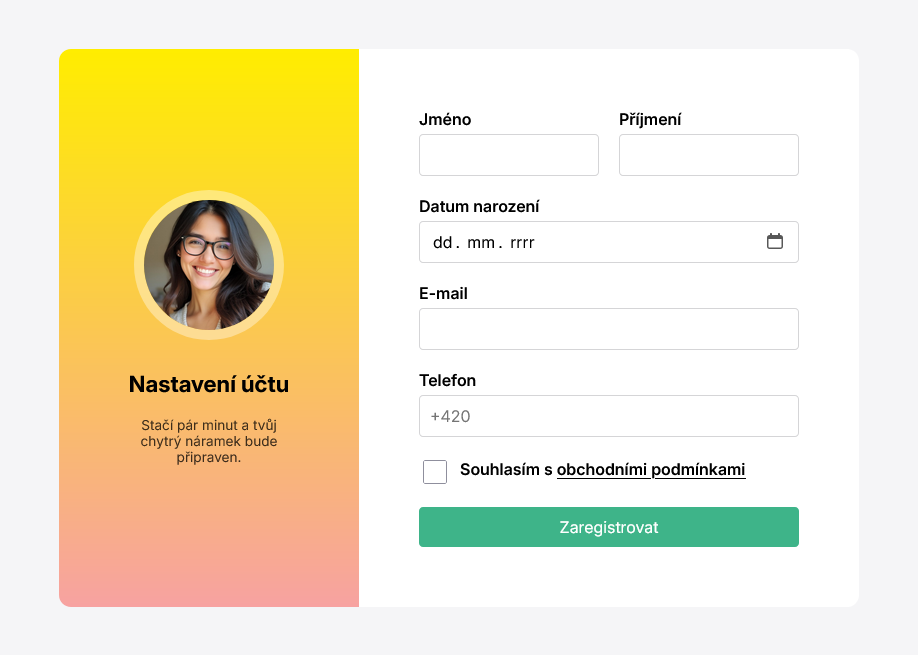 Nastavení účtu
Stačí pár minut a tvůj
chytrý náramek bude
připraven.
Jméno
Příjmení
Datum narození
dd. mm. rrrr
E-mail
Telefon
+420
Souhlasím s obchodními podmínkami
Zaregistrovat